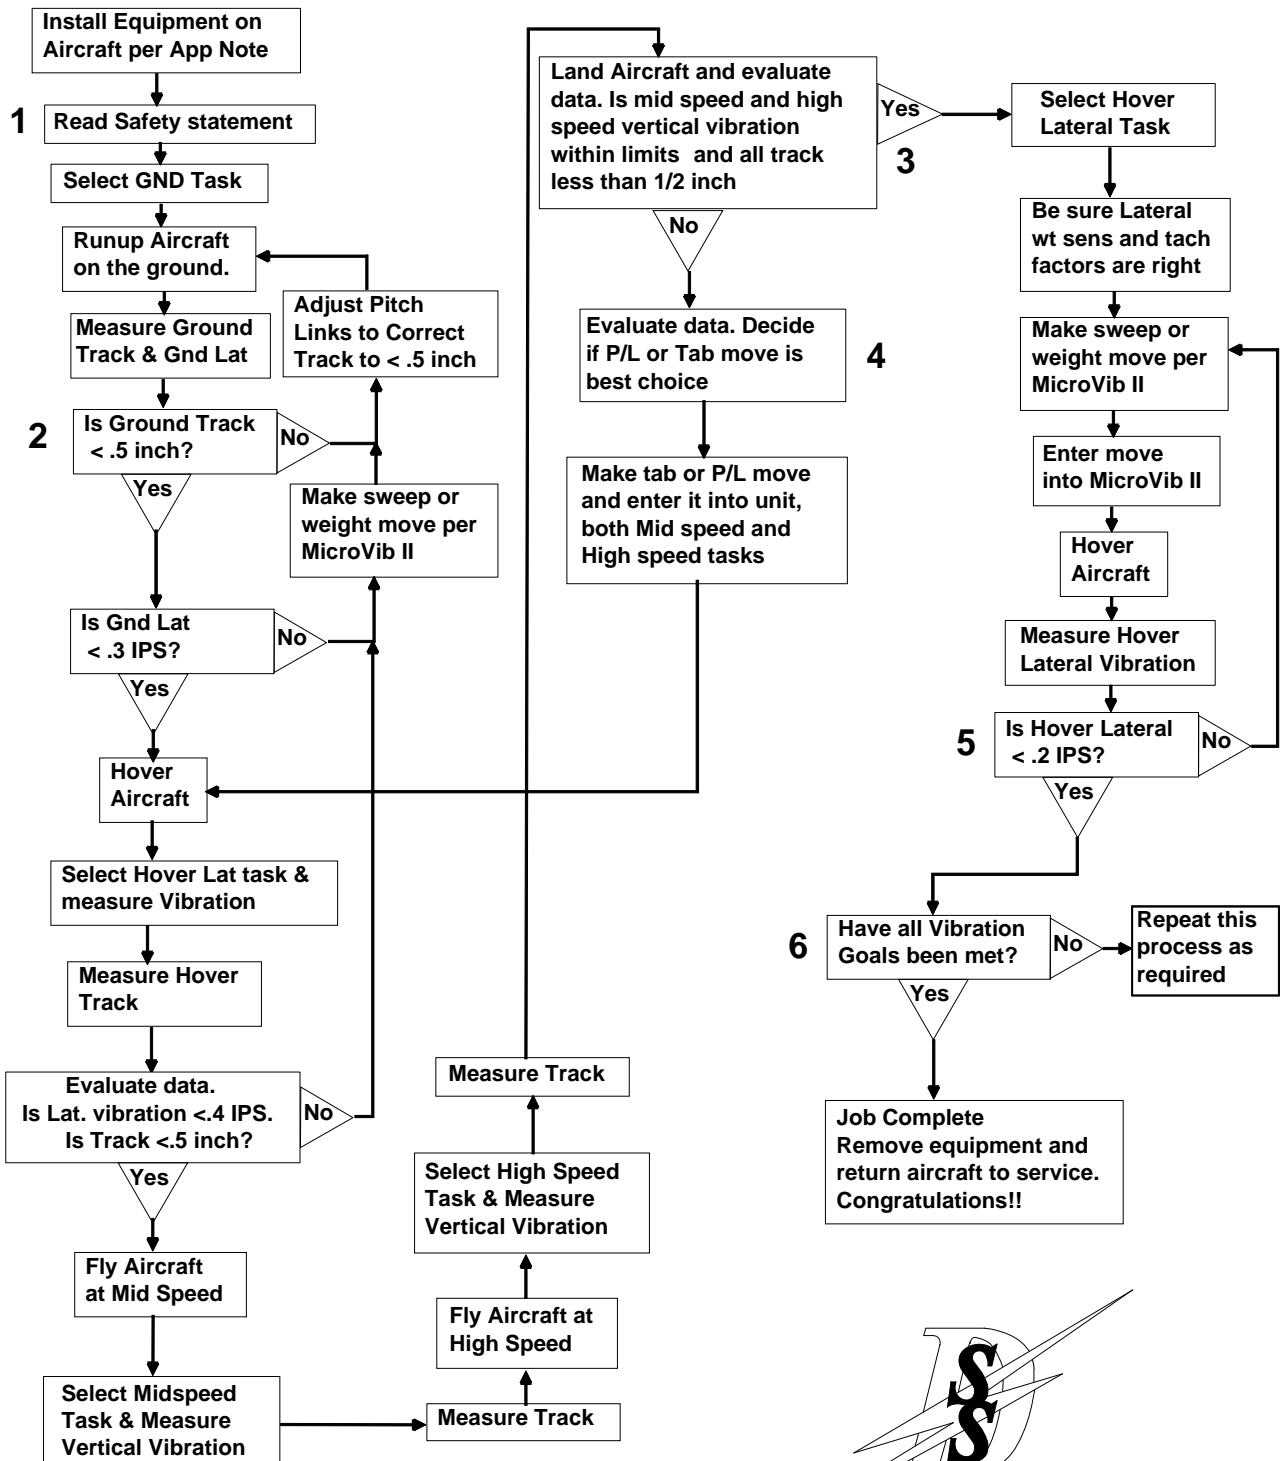 Install Equipment on
Aircraft per App Note
1
Read Safety statement
Select GND Task
Runup Aircraft
on the ground.
Measure Ground
Track & Gnd Lat
Adjust Pitch
Links to Correct
Track to < .5 inch
2
Is Ground Track
< .5 inch?
No
Yes
Make sweep or
weight move per
MicroVib II
Is Gnd Lat
< .3 IPS?
No
Yes
Hover
Aircraft
Select Hover Lat task &
measure Vibration
Measure Hover
Track
Evaluate data.
Is Lat. vibration <.4 IPS.
Is Track <.5 inch?
No
Yes
Fly Aircraft
at Mid Speed
Select Midspeed
Task & Measure
Vertical Vibration
Measure Track
Fly Aircraft at
High Speed
Select High Speed
Task & Measure
Vertical Vibration
Measure Track
Land Aircraft and evaluate
data. Is mid speed and high
speed vertical vibration
within limits and all track
less than 1/2 inch
Yes
3
No
Evaluate data. Decide
if P/L or Tab move is
best choice
4
Make tab or P/L move
and enter it into unit,
both Mid speed and
High speed tasks
Select Hover
Lateral Task
Be sure Lateral
wt sens and tach
factors are right
Make sweep or
weight move per
MicroVib II
Enter move
into MicroVib II
Hover
Aircraft
Measure Hover
Lateral Vibration
5
Is Hover Lateral
< .2 IPS?
No
Yes
6
Have all Vibration
Goals been met?
No
Repeat this
process as
required
Yes
Job Complete
Remove equipment and
return aircraft to service.
Congratulations!!
D
S
S